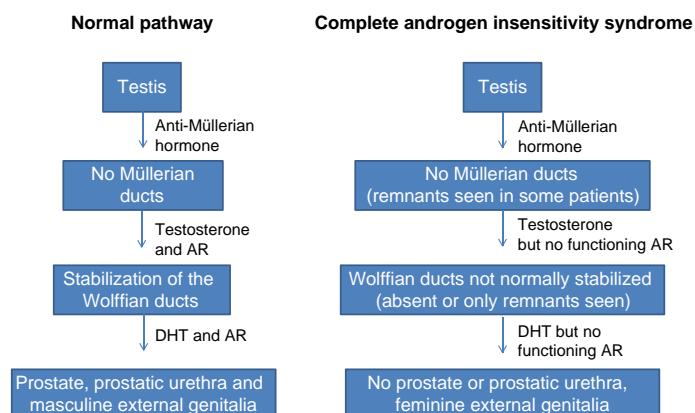 Normal pathway
Testis
Anti-Müllerian
hormone
No Müllerian
ducts
Testosterone
and AR
Stabilization of the
Wolffian ducts
DHT and AR
Prostate, prostatic urethra and
masculine external genitalia
Complete androgen insensitivity syndrome
Testis
Anti-Müllerian
hormone
No Müllerian ducts
(remnants seen in some patients)
Testosterone
but no functioning AR
Wolffian ducts not normally stabilized
(absent or only remnants seen)
DHT but no
functioning AR
No prostate or prostatic urethra,
feminine external genitalia